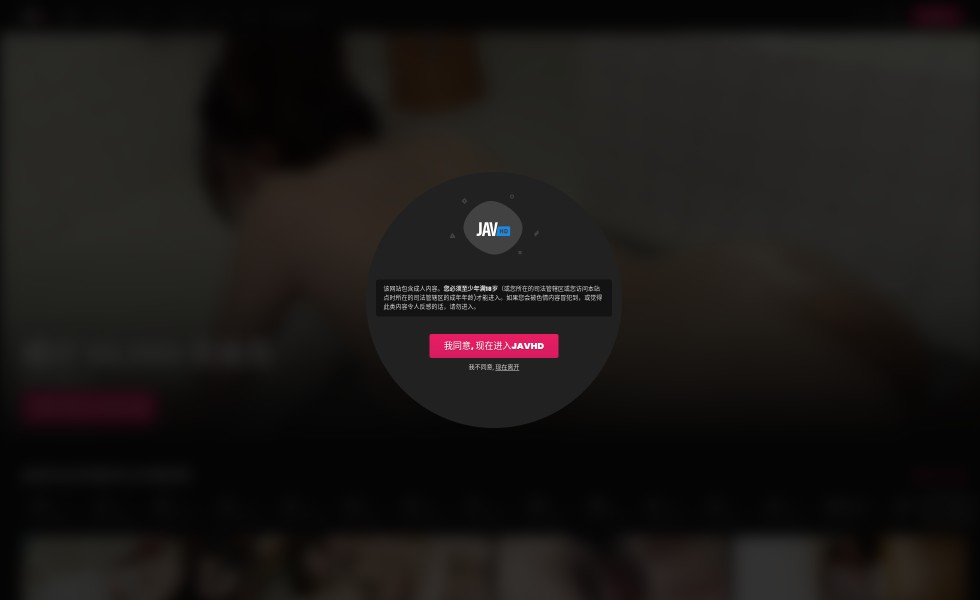 JAV HD
该网站包含成人内容。您必须至少年满18岁（或您所在的司法管辖区或您访问本站
点时所在的司法管辖区的成年年龄)才能进入。如果您会被色情内容冒犯到，或觉得
此类内容令人反感的话，请勿进入。
我同意, 现在进入JAVHD
我不同意, 现在离开